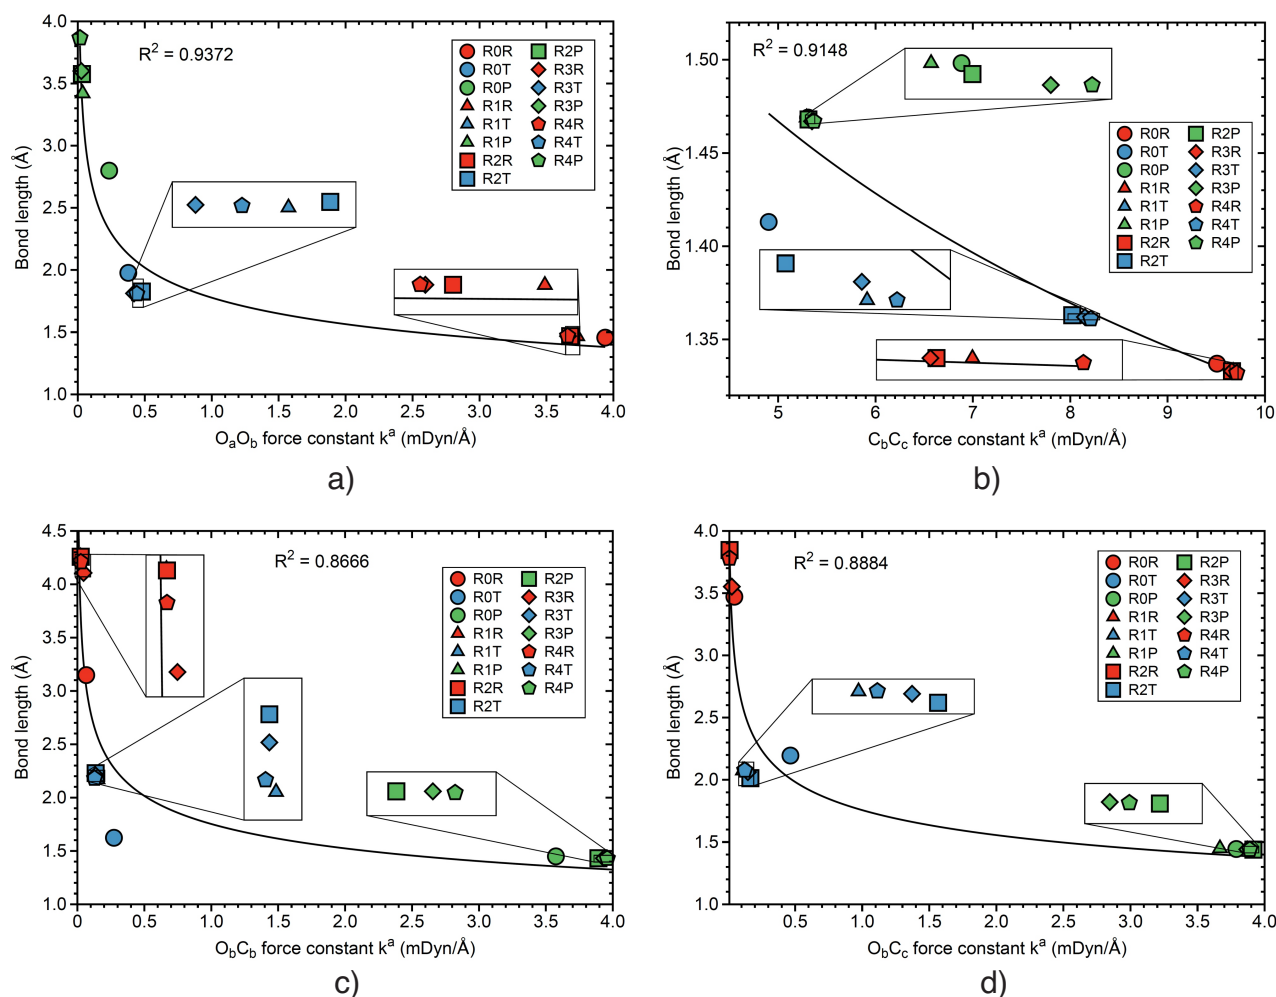 4.0
3.5
3.0
2.5
2.0
1.5
1.0
Bond length (Å)
R² = 0.9372
R0R
R0T
R0P
R1R
R1T
R1P
R2R
R2T
R2P
R3R
R3T
R3P
R4R
R4T
R4P
0
0.5
1.0
1.5
2.0
2.5
3.0
3.5
4.0
OₐO_b force constant kᵃ (mDyn/Å)
a)
1.50
1.45
1.40
1.35
Bond length (Å)
R² = 0.9148
R0R
R0T
R0P
R1R
R1T
R1P
R2R
R2T
R2P
R3R
R3T
R3P
R4R
R4T
R4P
5
6
7
8
9
10
C_bC_c force constant kᵃ (mDyn/Å)
b)
4.5
4.0
3.5
3.0
2.5
2.0
1.5
1.0
Bond length (Å)
R² = 0.8666
R0R
R0T
R0P
R1R
R1T
R1P
R2R
R2T
R2P
R3R
R3T
R3P
R4R
R4T
R4P
0
0.5
1.0
1.5
2.0
2.5
3.0
3.5
4.0
O_bC_b force constant kᵃ (mDyn/Å)
c)
4.0
3.5
3.0
2.5
2.0
1.5
1.0
Bond length (Å)
R² = 0.8884
R0R
R0T
R0P
R1R
R1T
R1P
R2R
R2T
R2P
R3R
R3T
R3P
R4R
R4T
R4P
0.5
1.0
1.5
2.0
2.5
3.0
3.5
4.0
O_bC_c force constant kᵃ (mDyn/Å)
d)